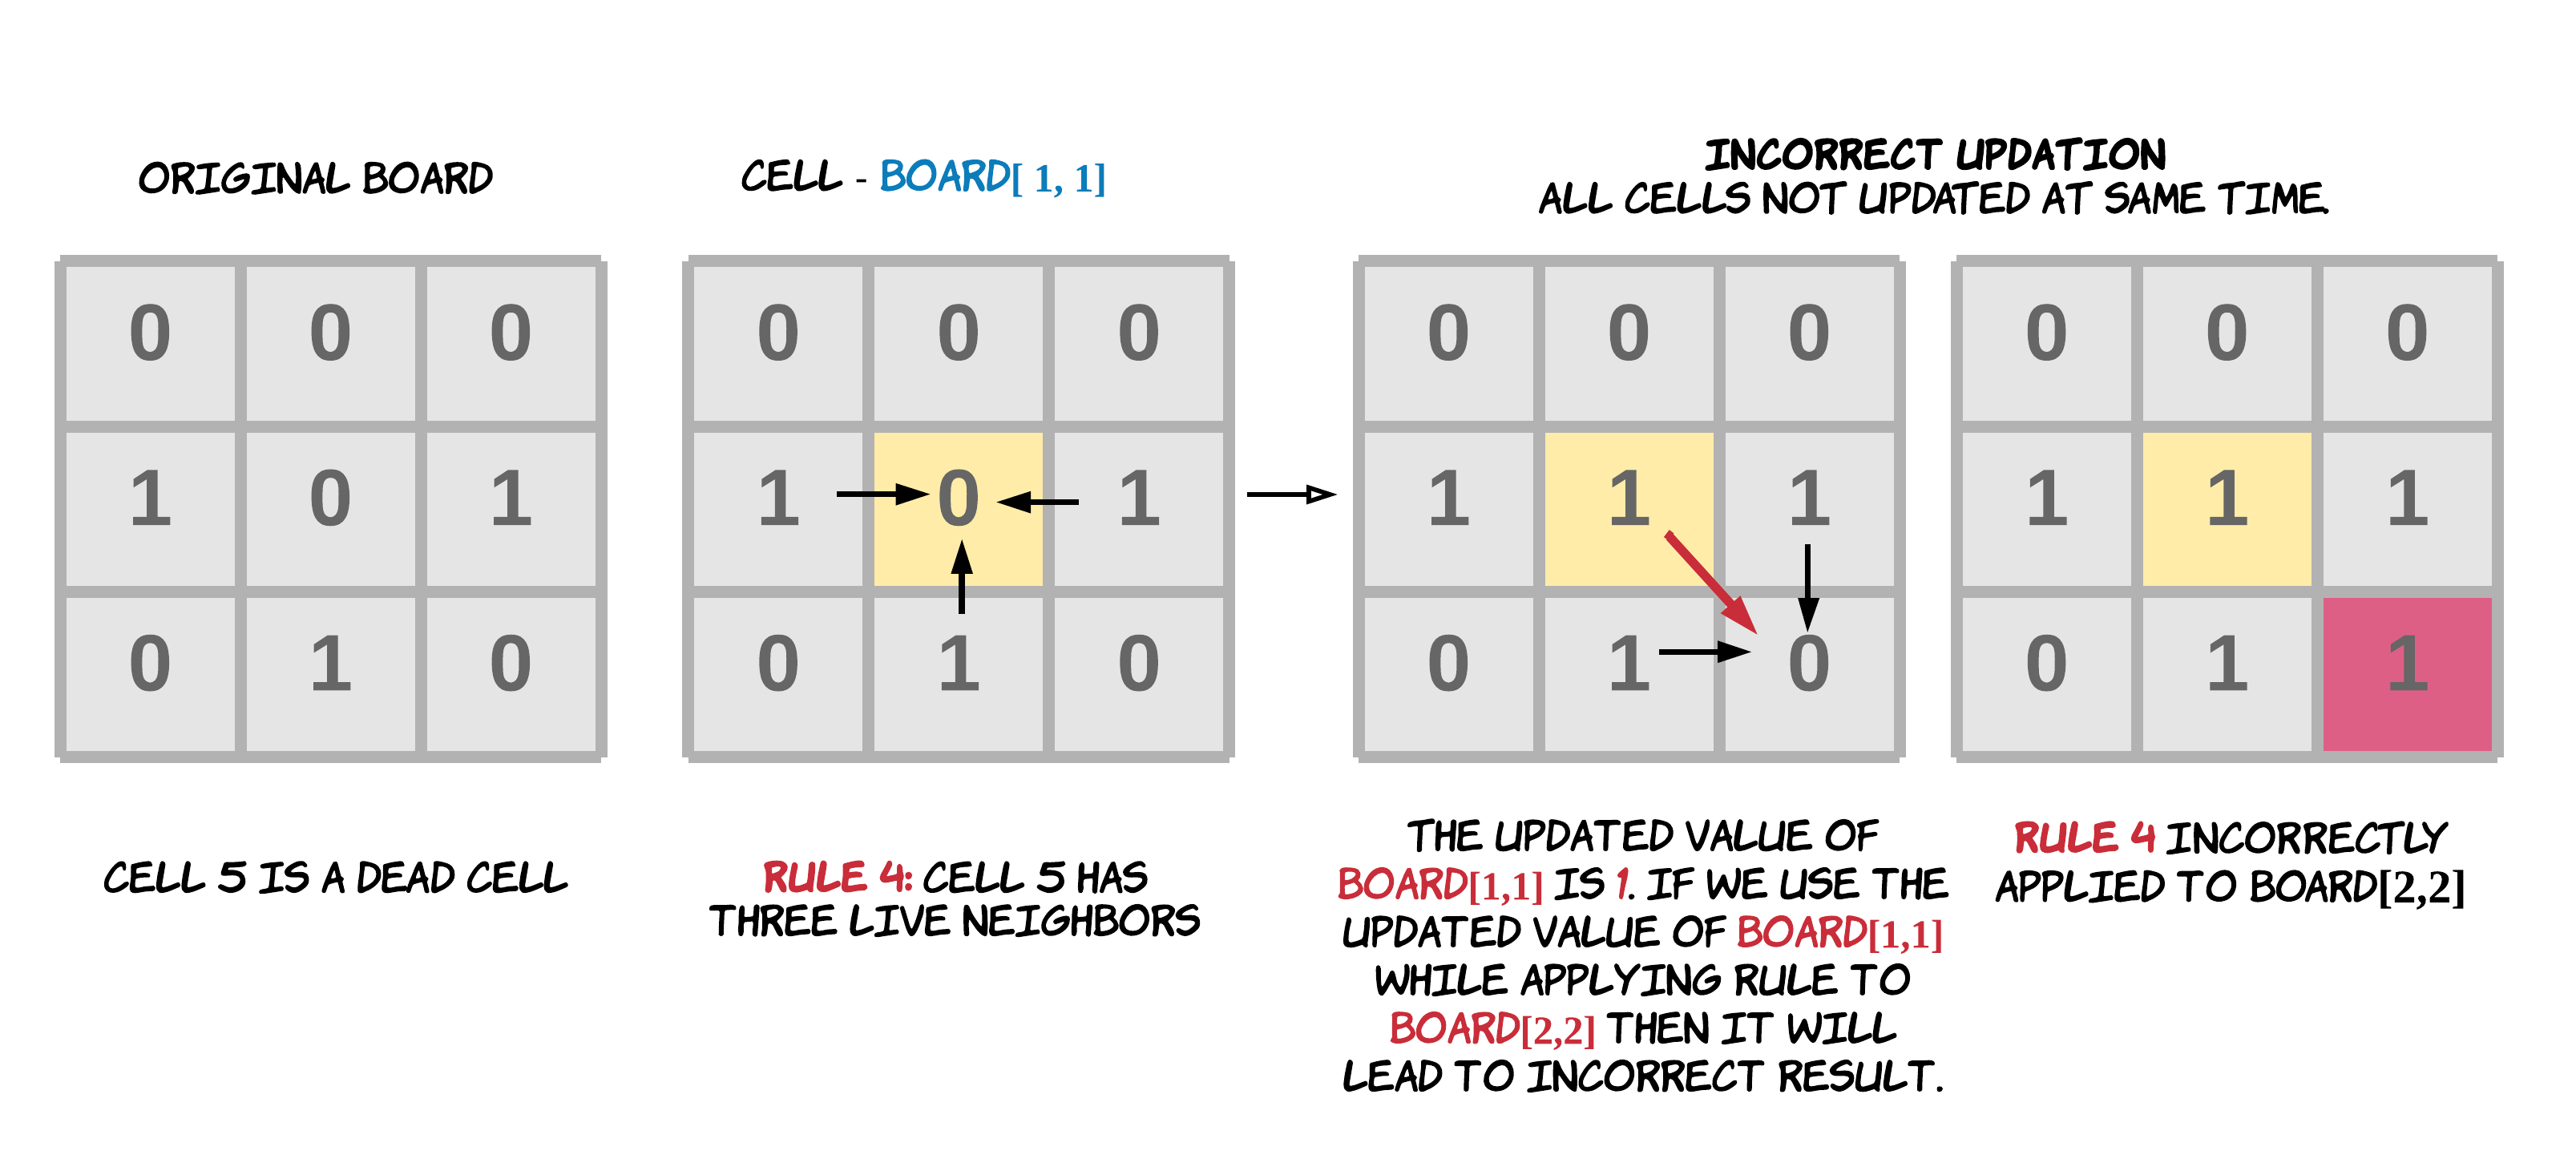 ORIGINAL BOARD
0 0 0
1 0 1
0 1 0
CELL 5 IS A DEAD CELL
CELL - BOARD[ 1, 1]
0 0 0
1 0 1
0 1 0
RULE 4: CELL 5 HAS
THREE LIVE NEIGHBORS
INCORRECT UPDATION
ALL CELLS NOT UPDATED AT SAME TIME.
0 0 0
1 1 1
0 1 0
THE UPDATED VALUE OF
BOARD[1,1] IS 1. IF WE USE THE
UPDATED VALUE OF BOARD[1,1]
WHILE APPLYING RULE TO
BOARD[2,2] THEN IT WILL
LEAD TO INCORRECT RESULT.
0 0 0
1 1 1
0 1 1
RULE 4 INCORRECTLY
APPLIED TO BOARD[2,2]